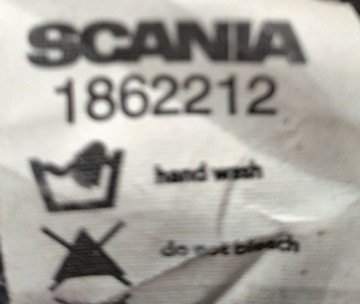 SCANIA
1862212
hand wash
do not bleach